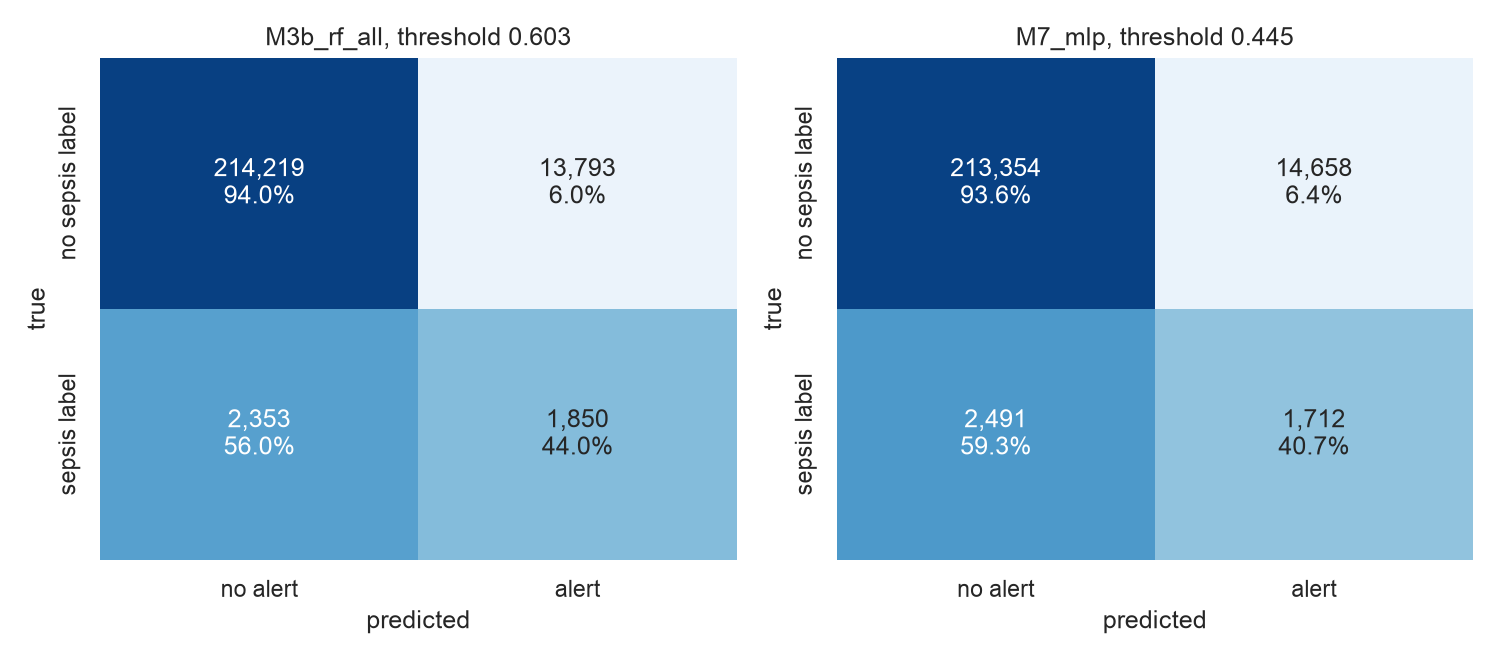 M3b_rf_all, threshold 0.603
no sepsis label
sepsis label
true
214,219
94.0%
13,793
6.0%
2,353
56.0%
1,850
44.0%
no alert
alert
predicted
M7_mlp, threshold 0.445
no sepsis label
sepsis label
true
213,354
93.6%
14,658
6.4%
2,491
59.3%
1,712
40.7%
no alert
alert
predicted